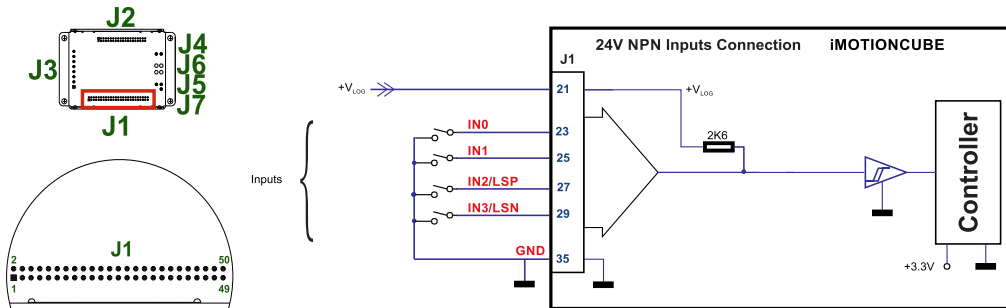 J2
J4
J3
J6
J5
J7
J1
J1
2
50
1
49
Inputs
24V NPN Inputs Connection
iMOTIONCUBE
J1
+VLOG
21
+VLOG
IN0
23
2K6
IN1
25
IN2/LSP
27
IN3/LSN
29
GND
35
Controller
+3.3V